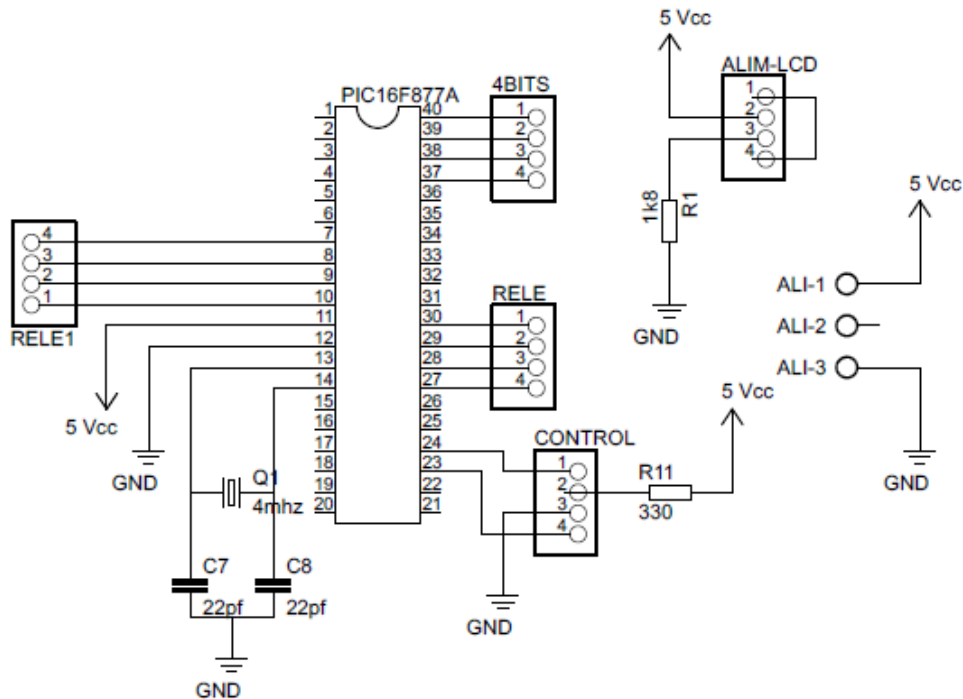 5 Vcc
ALIM-LCD
1
2
3
4
PIC16F877A
4BITS
1
2
3
4
1
2
3
4
5
6
7
8
9
10
11
12
13
14
15
16
17
18
19
20
40
39
38
37
36
35
34
33
32
31
30
29
28
27
26
25
24
23
22
21
1k8
R1
GND
5 Vcc
ALI-1
ALI-2
ALI-3
GND
4
3
2
1
RELE1
RELE
1
2
3
4
5 Vcc
GND
5 Vcc
CONTROL
1
2
3
4
R11
330
GND
Q1
4mhz
C7
22pf
C8
22pf
GND